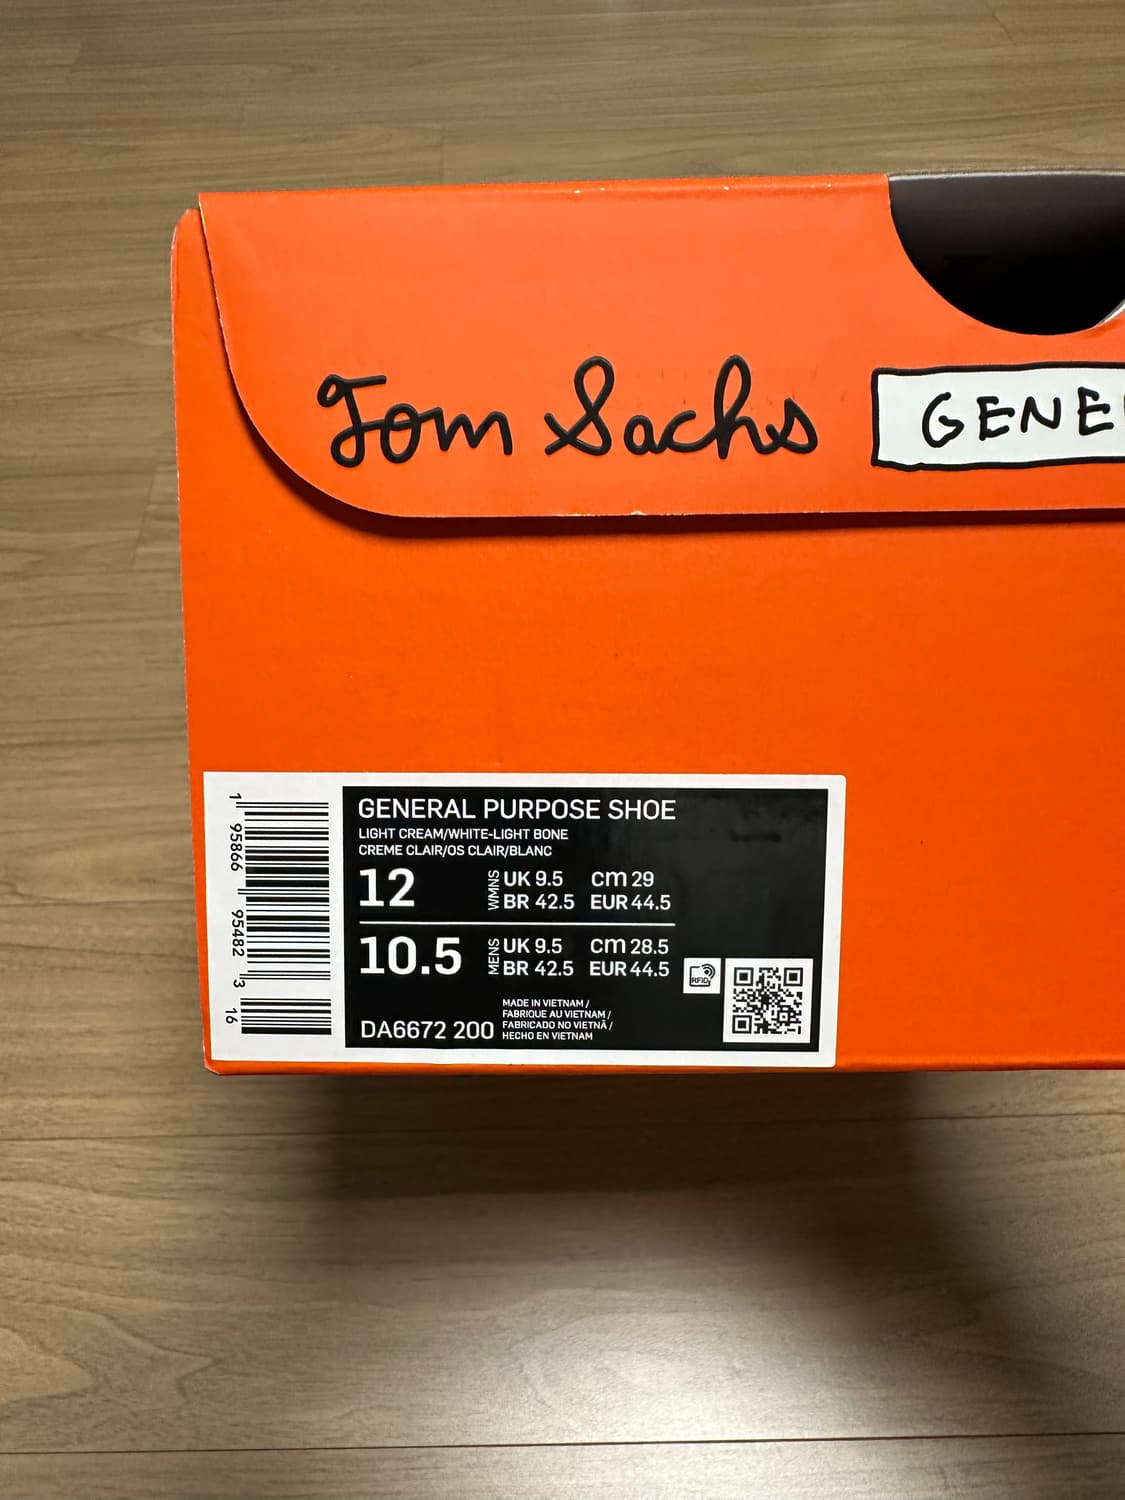 Tom Sachs
GENE
GENERAL PURPOSE SHOE
LIGHT CREAM/WHITE-LIGHT BONE
CREME CLAIR/OS CLAIR/BLANC
12 WMNS UK 9.5 cm 29
BR 42.5 EUR 44.5
10.5 MENS UK 9.5 cm 28.5
BR 42.5 EUR 44.5
RFID
DA6672 200
MADE IN VIETNAM /
FABRIQUE AU VIETNAM /
FABRICADO NO VIETNÃ /
HECHO EN VIETNAM
1 95866 95482 3 16